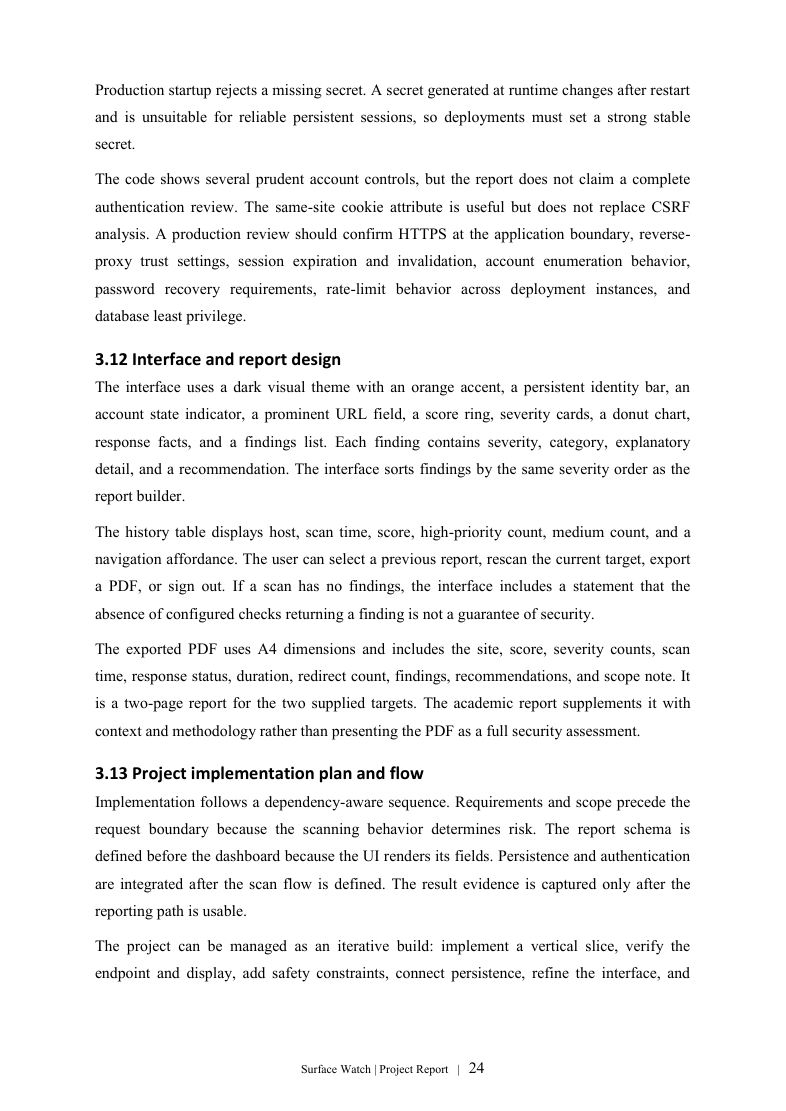 Production startup rejects a missing secret. A secret generated at runtime changes after restart
and is unsuitable for reliable persistent sessions, so deployments must set a strong stable
secret.
The code shows several prudent account controls, but the report does not claim a complete
authentication review. The same-site cookie attribute is useful but does not replace CSRF
analysis. A production review should confirm HTTPS at the application boundary, reverse-
proxy trust settings, session expiration and invalidation, account enumeration behavior,
password recovery requirements, rate-limit behavior across deployment instances, and
database least privilege.
3.12 Interface and report design
The interface uses a dark visual theme with an orange accent, a persistent identity bar, an
account state indicator, a prominent URL field, a score ring, severity cards, a donut chart,
response facts, and a findings list. Each finding contains severity, category, explanatory
detail, and a recommendation. The interface sorts findings by the same severity order as the
report builder.
The history table displays host, scan time, score, high-priority count, medium count, and a
navigation affordance. The user can select a previous report, rescan the current target, export
a PDF, or sign out. If a scan has no findings, the interface includes a statement that the
absence of configured checks returning a finding is not a guarantee of security.
The exported PDF uses A4 dimensions and includes the site, score, severity counts, scan
time, response status, duration, redirect count, findings, recommendations, and scope note. It
is a two-page report for the two supplied targets. The academic report supplements it with
context and methodology rather than presenting the PDF as a full security assessment.
3.13 Project implementation plan and flow
Implementation follows a dependency-aware sequence. Requirements and scope precede the
request boundary because the scanning behavior determines risk. The report schema is
defined before the dashboard because the UI renders its fields. Persistence and authentication
are integrated after the scan flow is defined. The result evidence is captured only after the
reporting path is usable.
The project can be managed as an iterative build: implement a vertical slice, verify the
endpoint and display, add safety constraints, connect persistence, refine the interface, and
Surface Watch | Project Report | 24